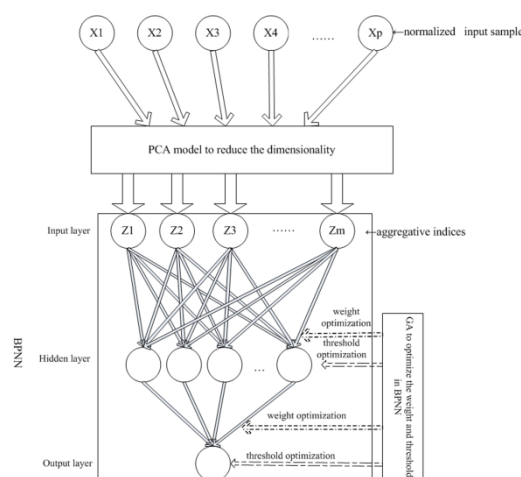 X1 X2 X3 X4 ...... Xp
normalized input sample
PCA model to reduce the dimensionality
Input layer
Z1 Z2 Z3 ...... Zm
aggregative indices
BPNN
weight
optimization
threshold
optimization
Hidden layer
...
GA to optimize the weight and threshold
in BPNN
weight optimization
Output layer
threshold optimization